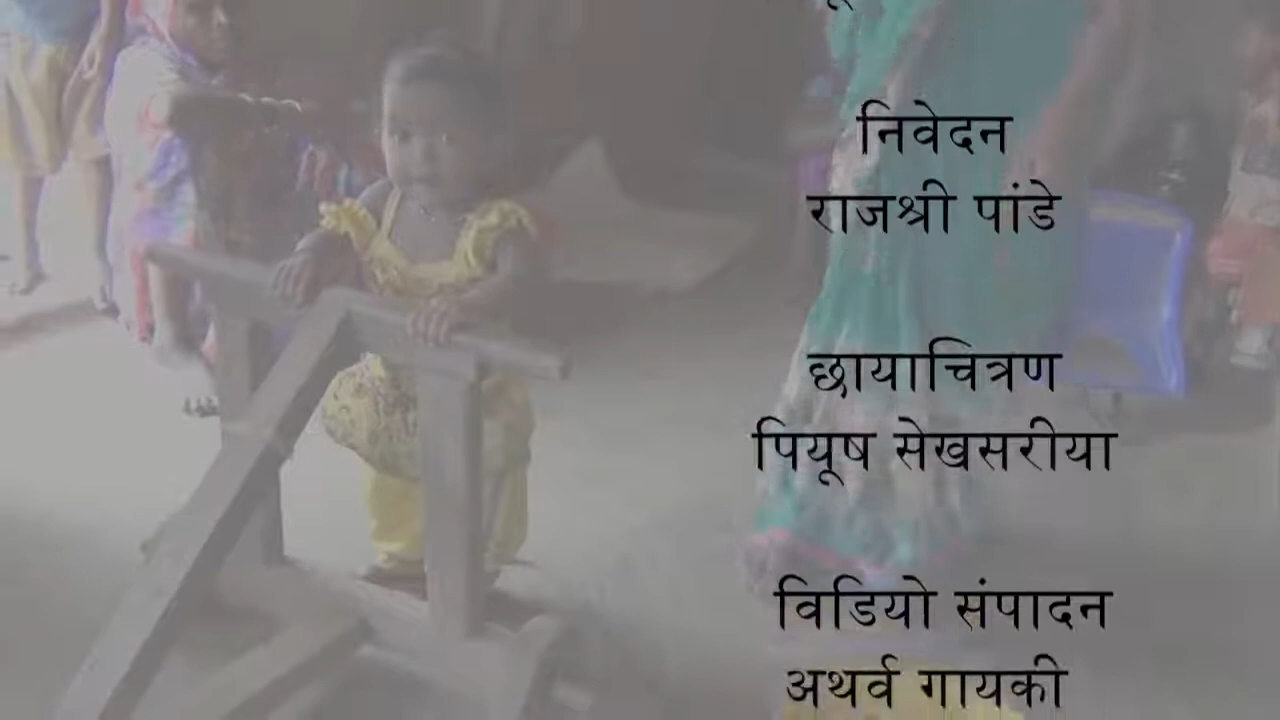 निवेदन
राजश्री पांडे
छायाचित्रण
पियूष सेखसरीया
विडियो संपादन
अथर्व गायकी